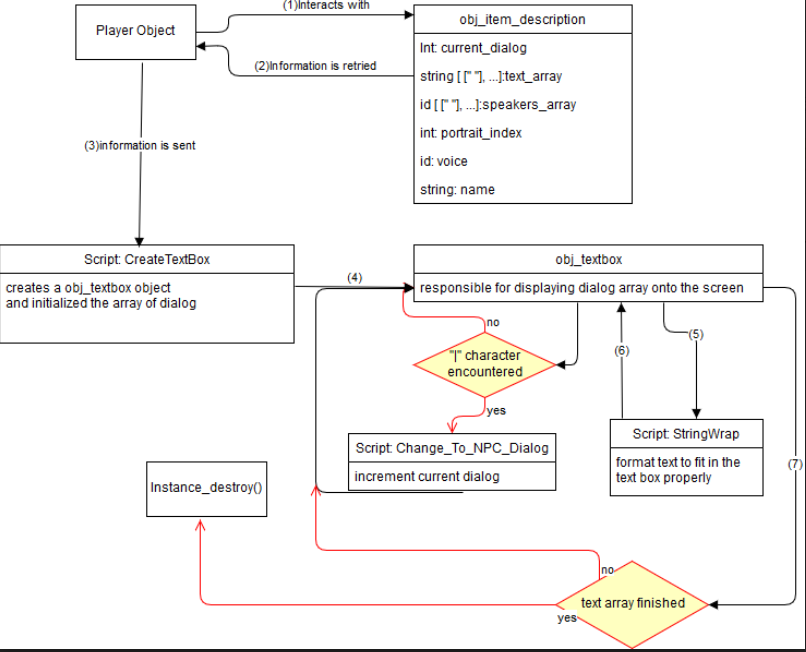 (1)Interacts with
Player Object
obj_item_description
(2)Information is retried
Int: current_dialog
string [ [" "], ...]:text_array
id [ [" "], ...]:speakers_array
int: portrait_index
id: voice
string: name
(3)information is sent
Script: CreateTextBox
creates a obj_textbox object
and initialized the array of dialog
(4)
obj_textbox
responsible for displaying dialog array onto the screen
no
"|" character
encountered
yes
(5)
(6)
Script: Change_To_NPC_Dialog
increment current dialog
Script: StringWrap
format text to fit in the
text box properly
(7)
Instance_destroy()
no
text array finished
yes